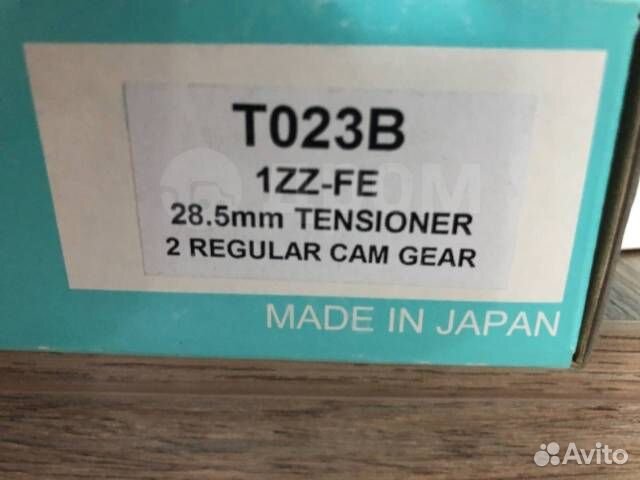 T023B
1ZZ-FE
28.5mm TENSIONER
2 REGULAR CAM GEAR
MADE IN JAPAN
Avito